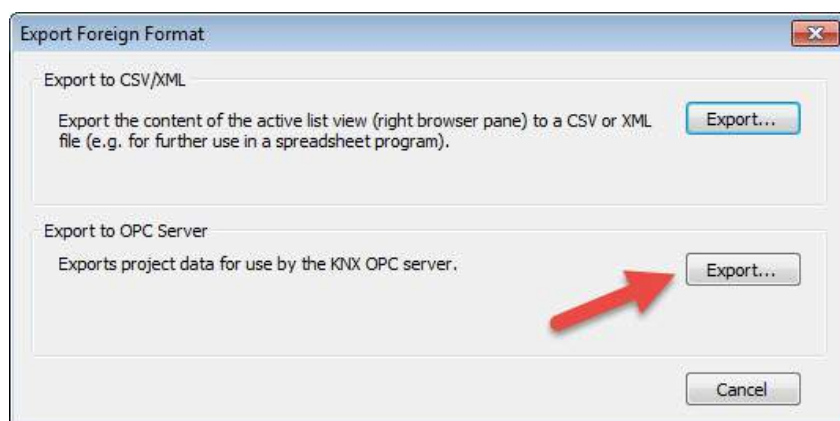 Export Foreign Format
Export to CSV/XML
Export the content of the active list view (right browser pane) to a CSV or XML
file (e.g. for further use in a spreadsheet program).
Export...
Export to OPC Server
Exports project data for use by the KNX OPC server.
Export...
Cancel